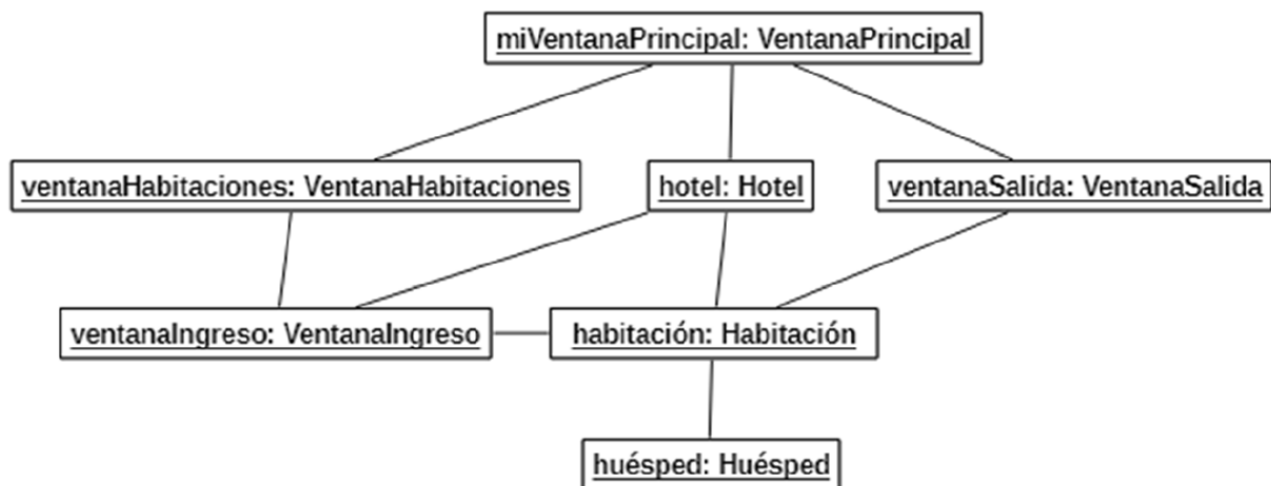 miVentanaPrincipal: VentanaPrincipal
ventanaHabitaciones: VentanaHabitaciones
hotel: Hotel
ventanaSalida: VentanaSalida
ventanaIngreso: VentanaIngreso
habitación: Habitación
huésped: Huésped